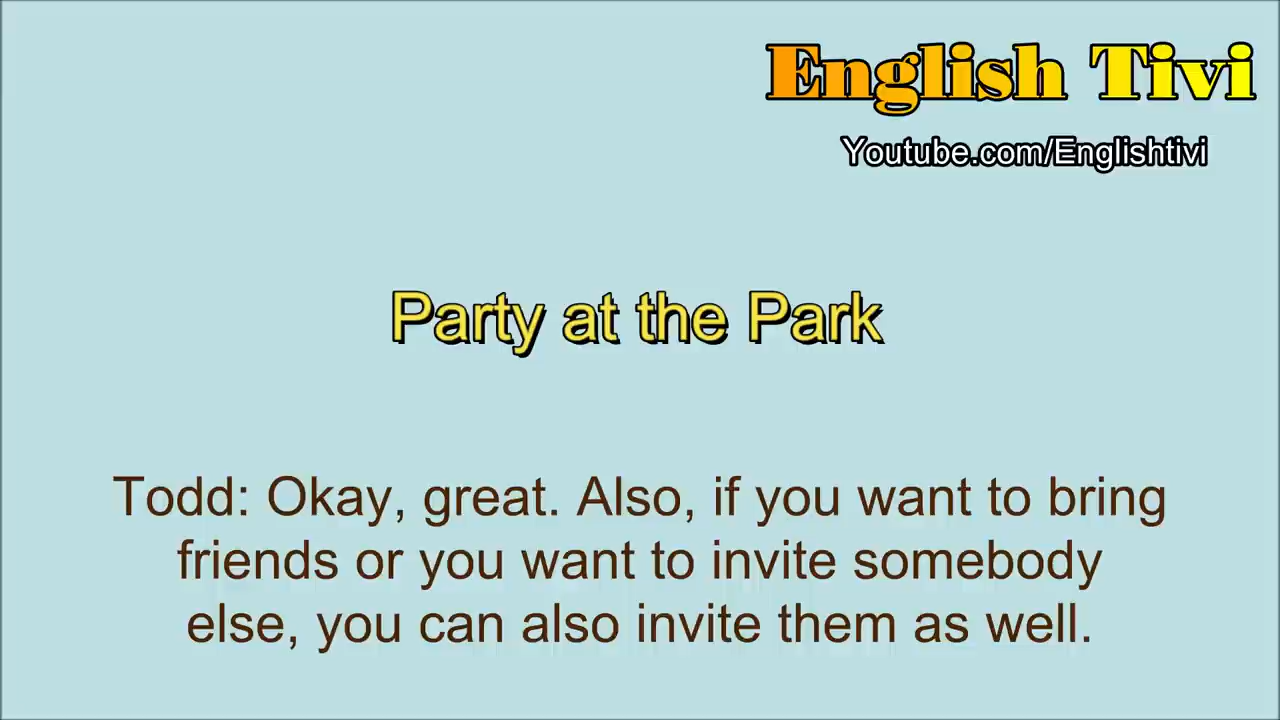 English Tivi
Youtube.com/Englishtivi
Party at the Park
Todd: Okay, great. Also, if you want to bring
friends or you want to invite somebody
else, you can also invite them as well.